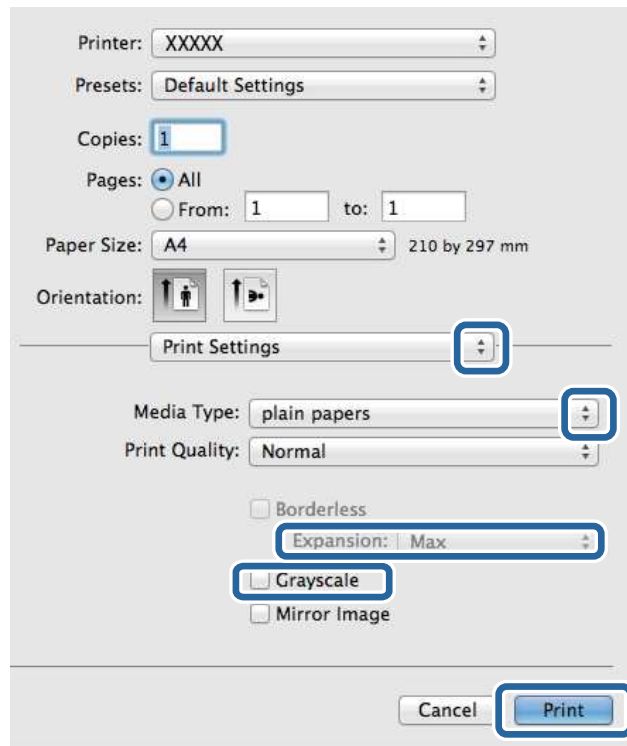 Printer: XXXXX
Presets: Default Settings
Copies: 1
Pages: All
From: 1 to: 1
Paper Size: A4 210 by 297 mm
Orientation:
Print Settings
Media Type: plain papers
Print Quality: Normal
Borderless
Expansion: Max
Grayscale
Mirror Image
Cancel Print